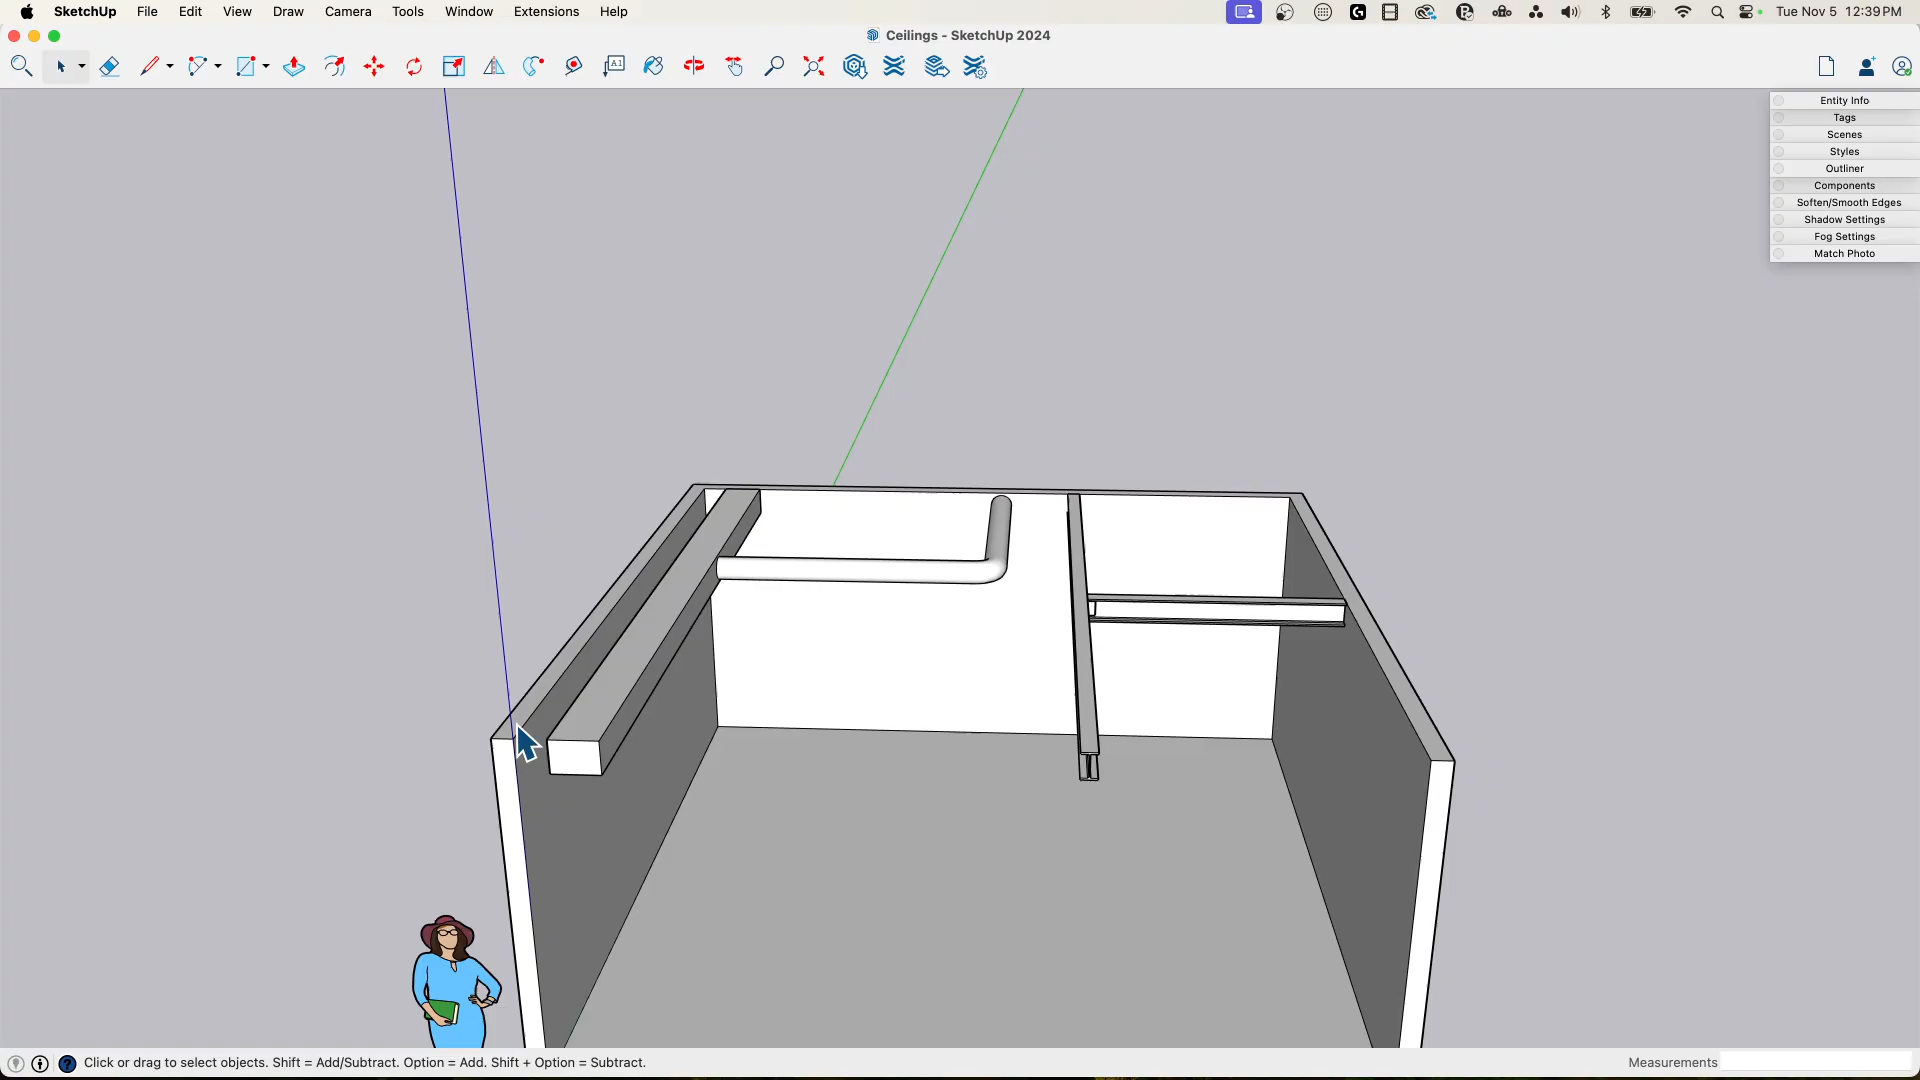 SketchUp File Edit View Draw Camera Tools Window Extensions Help Tue Nov 5 12:39 PM
Ceilings - SketchUp 2024
A1
Entity Info
Tags
Scenes
Styles
Outliner
Components
Soften/Smooth Edges
Shadow Settings
Fog Settings
Match Photo
Click or drag to select objects. Shift = Add/Subtract. Option = Add. Shift + Option = Subtract. Measurements